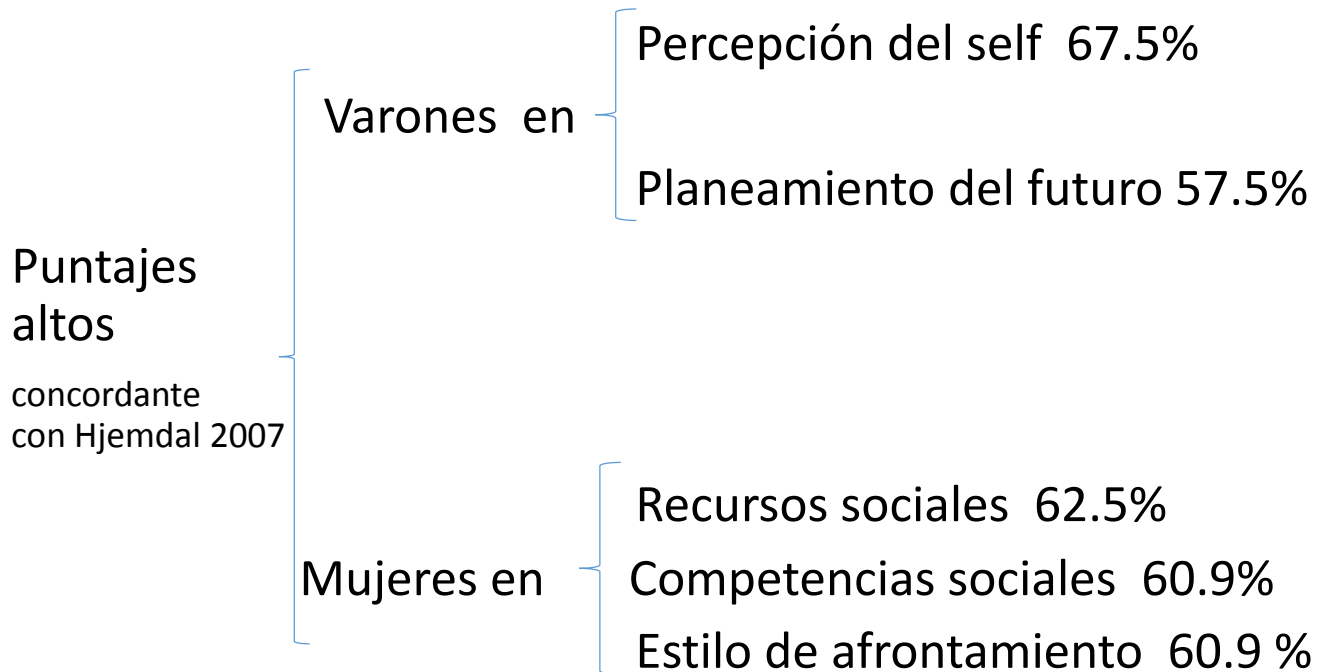 Puntajes
altos
concordante
con Hjemdal 2007
Varones en
Percepción del self 67.5%
Planeamiento del futuro 57.5%
Mujeres en
Recursos sociales 62.5%
Competencias sociales 60.9%
Estilo de afrontamiento 60.9 %